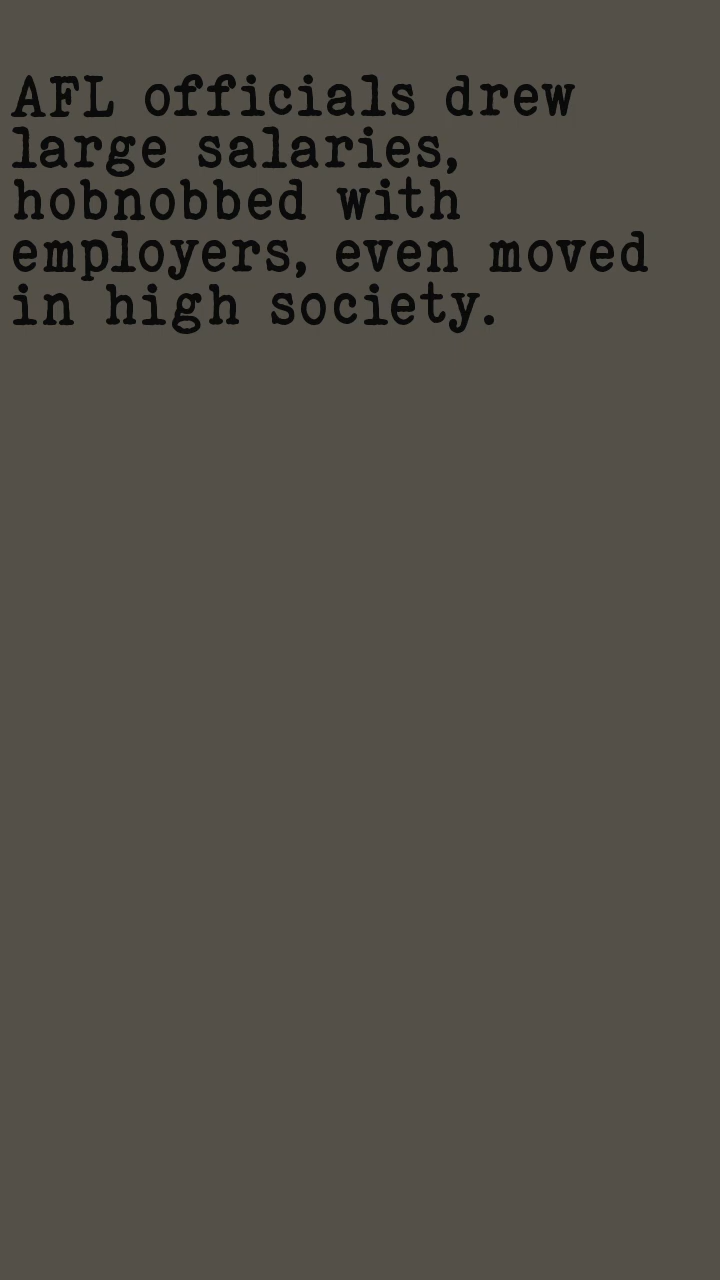 AFL officials drew
large salaries,
hobnobbed with
employers, even moved
in high society.